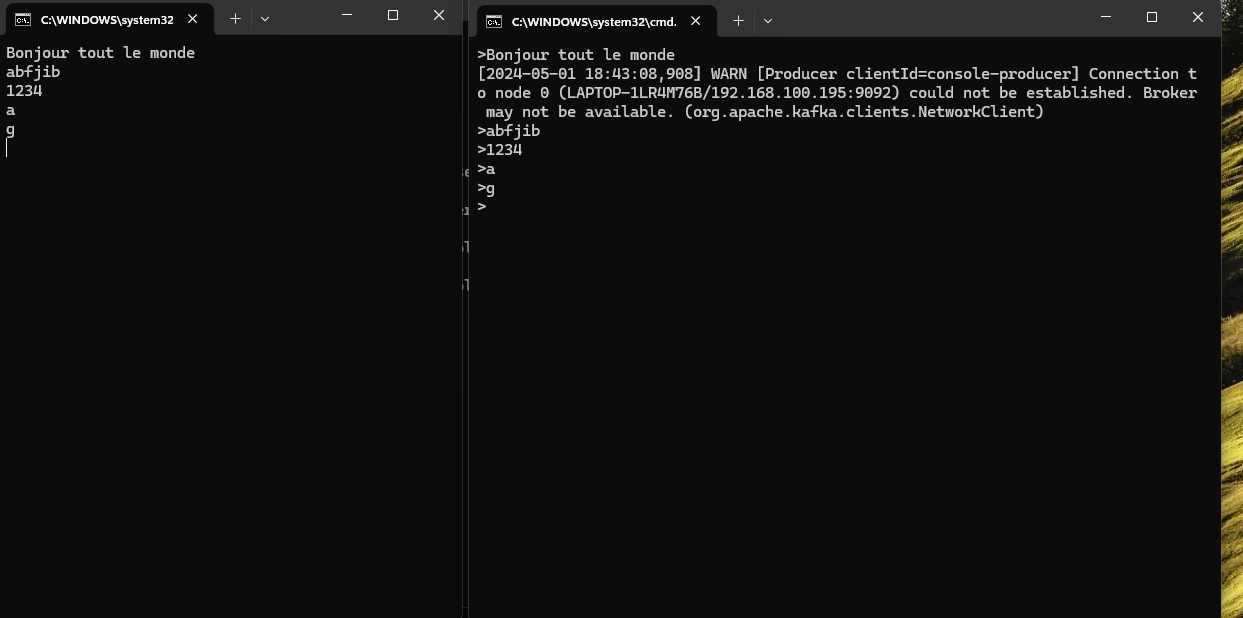 C:\WINDOWS\system32
Bonjour tout le monde
abfjib
1234
a
g
C:\WINDOWS\system32\cmd.
>Bonjour tout le monde
[2024-05-01 18:43:08,908] WARN [Producer clientId=console-producer] Connection t
o node 0 (LAPTOP-1LR4M76B/192.168.100.195:9092) could not be established. Broker
may not be available. (org.apache.kafka.clients.NetworkClient)
>abfjib
>1234
>a
>g
>